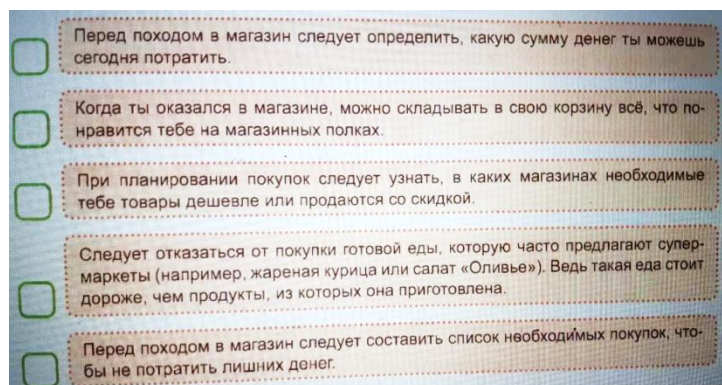 Перед походом в магазин следует определить, какую сумму денег ты можешь
сегодня потратить.
Когда ты оказался в магазине, можно складывать в свою корзину всё, что по-
нравится тебе на магазинных полках.
При планировании покупок следует узнать, в каких магазинах необходимые
тебе товары дешевле или продаются со скидкой.
Следует отказаться от покупки готовой еды, которую часто предлагают супер-
маркеты (например, жареная курица или салат «Оливье»). Ведь такая еда стоит
дороже, чем продукты, из которых она приготовлена.
Перед походом в магазин следует составить список необходимых покупок, что-
бы не потратить лишних денег.